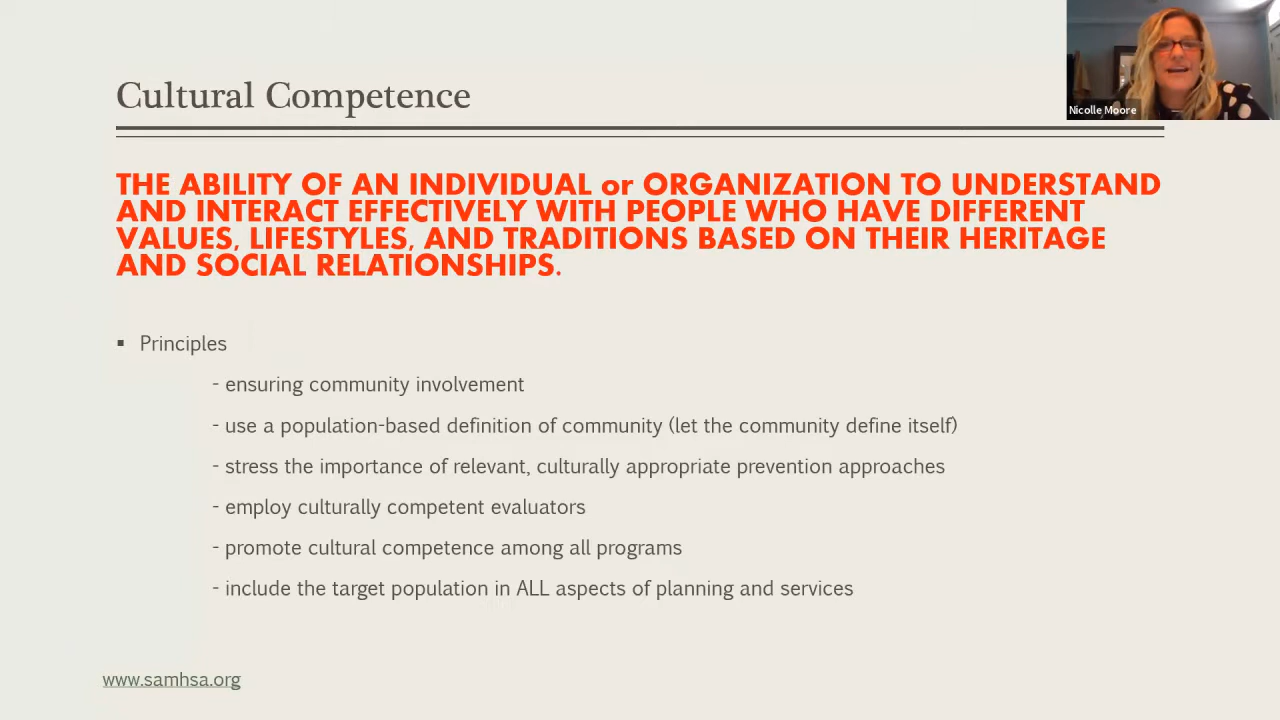 Cultural Competence
Nicolle Moore
THE ABILITY OF AN INDIVIDUAL or ORGANIZATION TO UNDERSTAND
AND INTERACT EFFECTIVELY WITH PEOPLE WHO HAVE DIFFERENT
VALUES, LIFESTYLES, AND TRADITIONS BASED ON THEIR HERITAGE
AND SOCIAL RELATIONSHIPS.
▪ Principles
- ensuring community involvement
- use a population-based definition of community (let the community define itself)
- stress the importance of relevant, culturally appropriate prevention approaches
- employ culturally competent evaluators
- promote cultural competence among all programs
- include the target population in ALL aspects of planning and services
www.samhsa.org